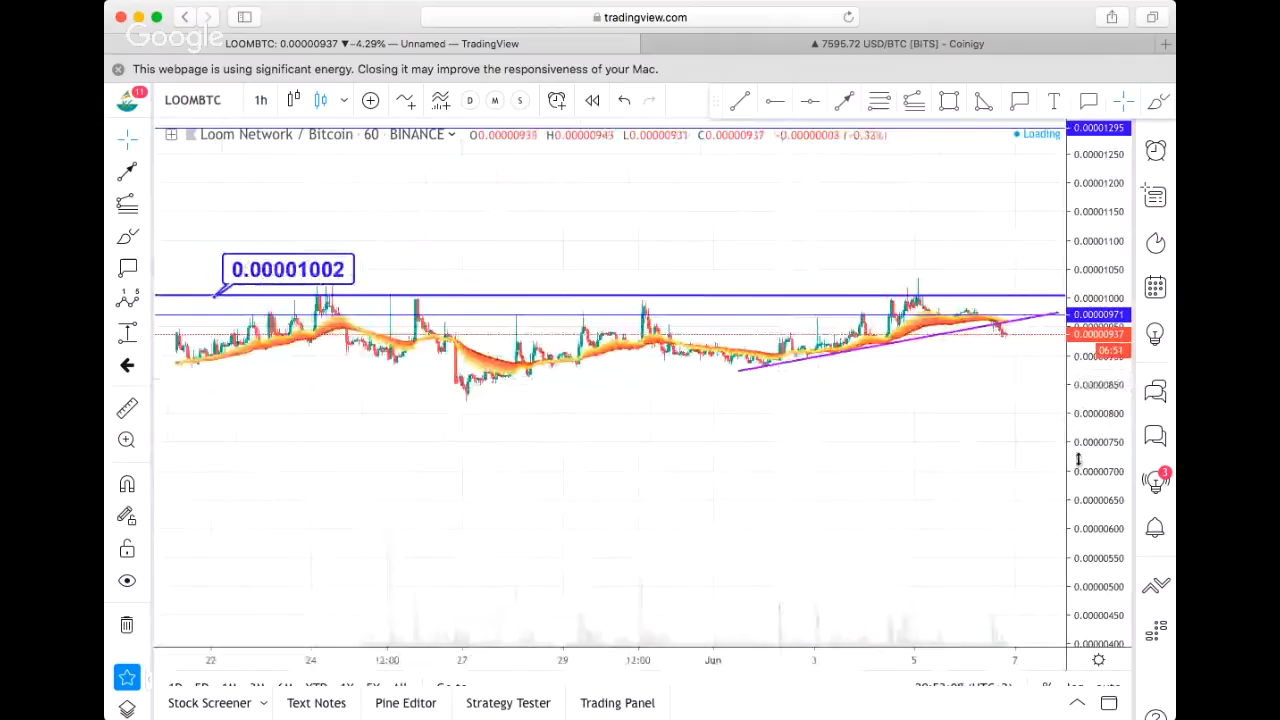 tradingview.com
Google
LOOMBTC: 0.00000937 ▼−4.29% — Unnamed — TradingView
▲ 7595.72 USD/BTC [BITS] - Coinigy
This webpage is using significant energy. Closing it may improve the responsiveness of your Mac.
11
LOOMBTC
1h
D
M
S
T
Loom Network / Bitcoin · 60 · BINANCE
Loading
0.00001295
0.00001250
0.00001200
0.00001150
0.00001100
0.00001002
0.00001050
0.00001000
0.00000971
0.00000937
06:51
0.00000850
0.00000800
0.00000750
0.00000700
3
0.00000650
0.00000600
0.00000550
0.00000500
0.00000450
0.00000400
22
24
12:00
27
29
12:00
Jun
3
5
7
Stock Screener
Text Notes
Pine Editor
Strategy Tester
Trading Panel